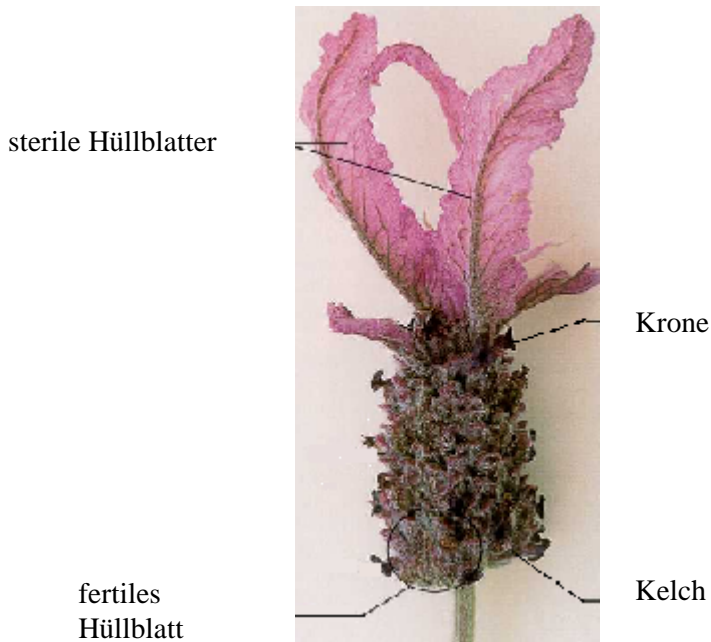 sterile Hüllblatter
Krone
Kelch
fertiles
Hüllblatt